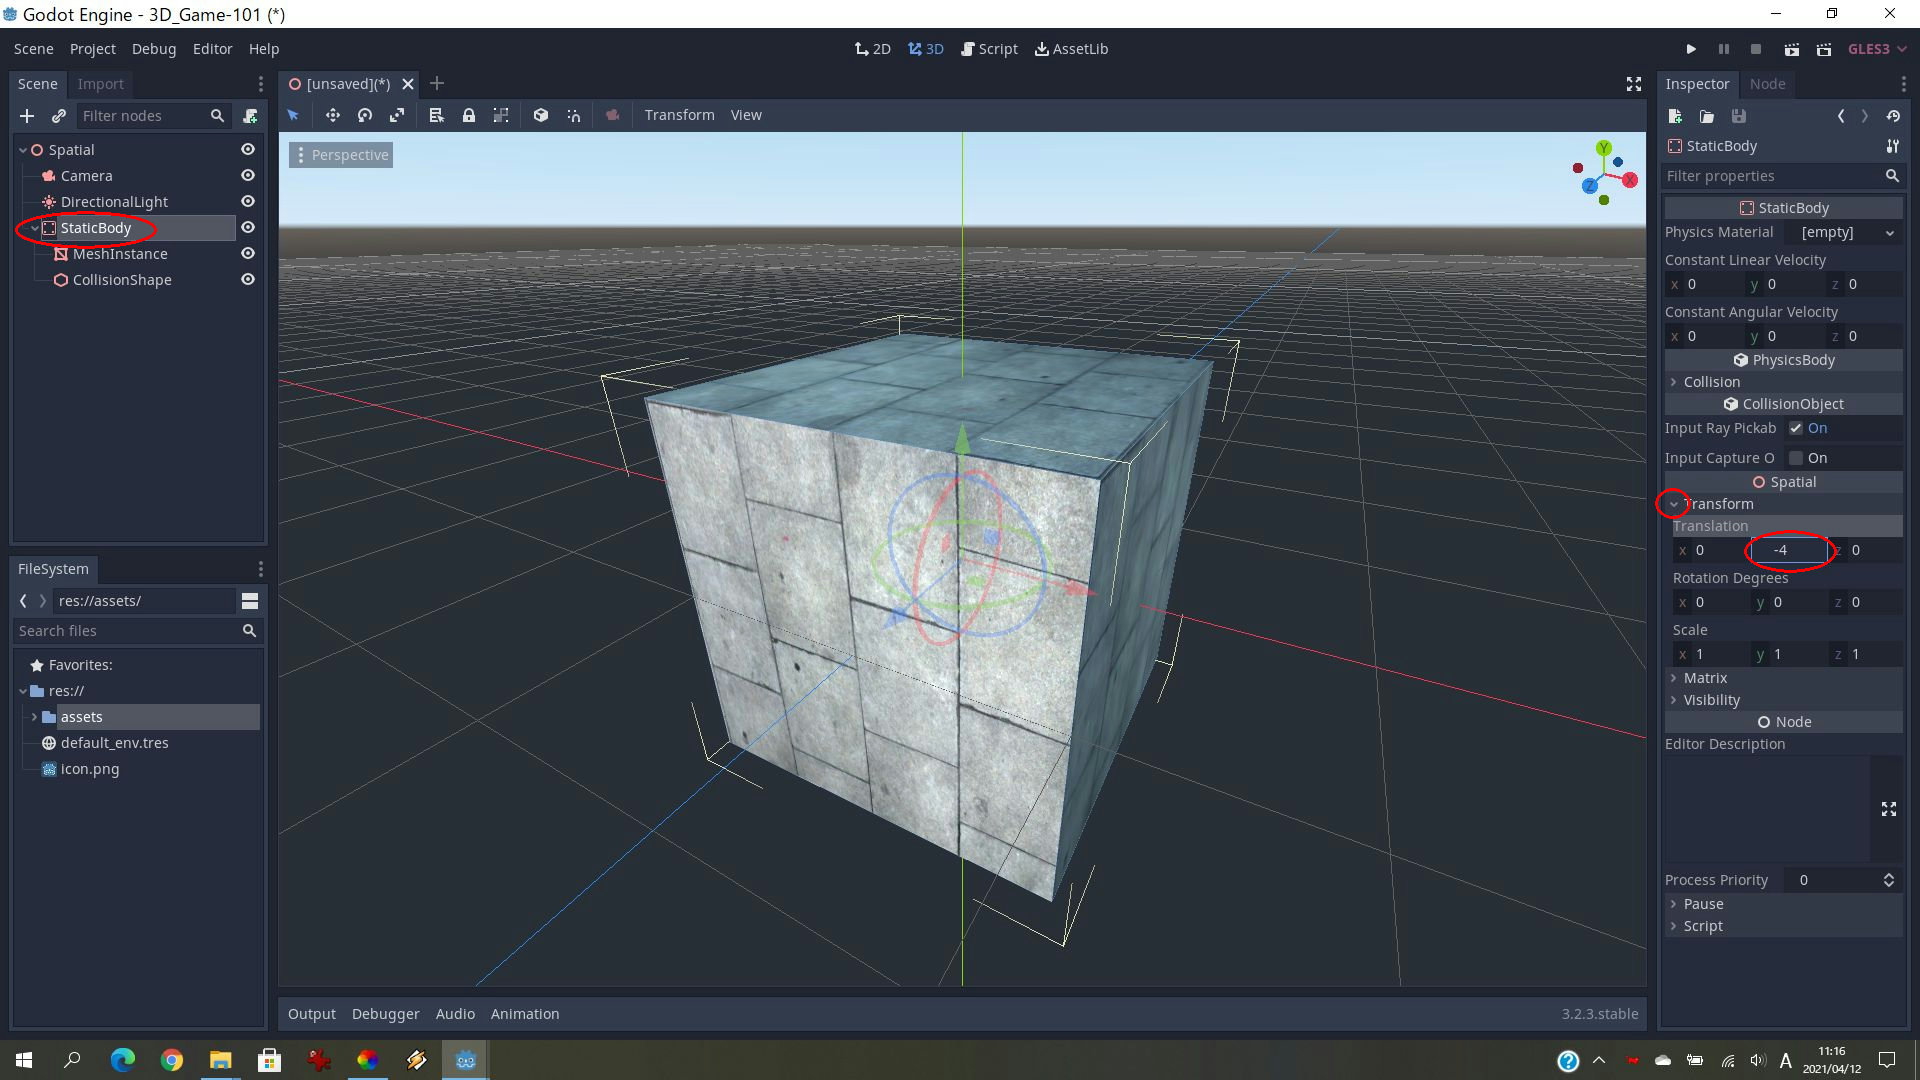 Godot Engine - 3D_Game-101 (*)
Scene Project Debug Editor Help
2D 3D Script AssetLib
GLES3
Scene Import
[unsaved](*)
Inspector Node
Filter nodes
Transform View
Spatial
Camera
DirectionalLight
StaticBody
MeshInstance
CollisionShape
Perspective
Y
X
Z
StaticBody
Filter properties
StaticBody
Physics Material [empty]
Constant Linear Velocity
x 0 y 0 z 0
Constant Angular Velocity
x 0 y 0 z 0
PhysicsBody
Collision
CollisionObject
Input Ray Pickab On
Input Capture O On
Spatial
Transform
Translation
x 0 -4 z 0
Rotation Degrees
x 0 y 0 z 0
Scale
x 1 y 1 z 1
Matrix
Visibility
Node
Editor Description
Process Priority 0
Pause
Script
FileSystem
res://assets/
Search files
Favorites:
res://
assets
default_env.tres
icon.png
Output Debugger Audio Animation
3.2.3.stable
A
11:16
2021/04/12